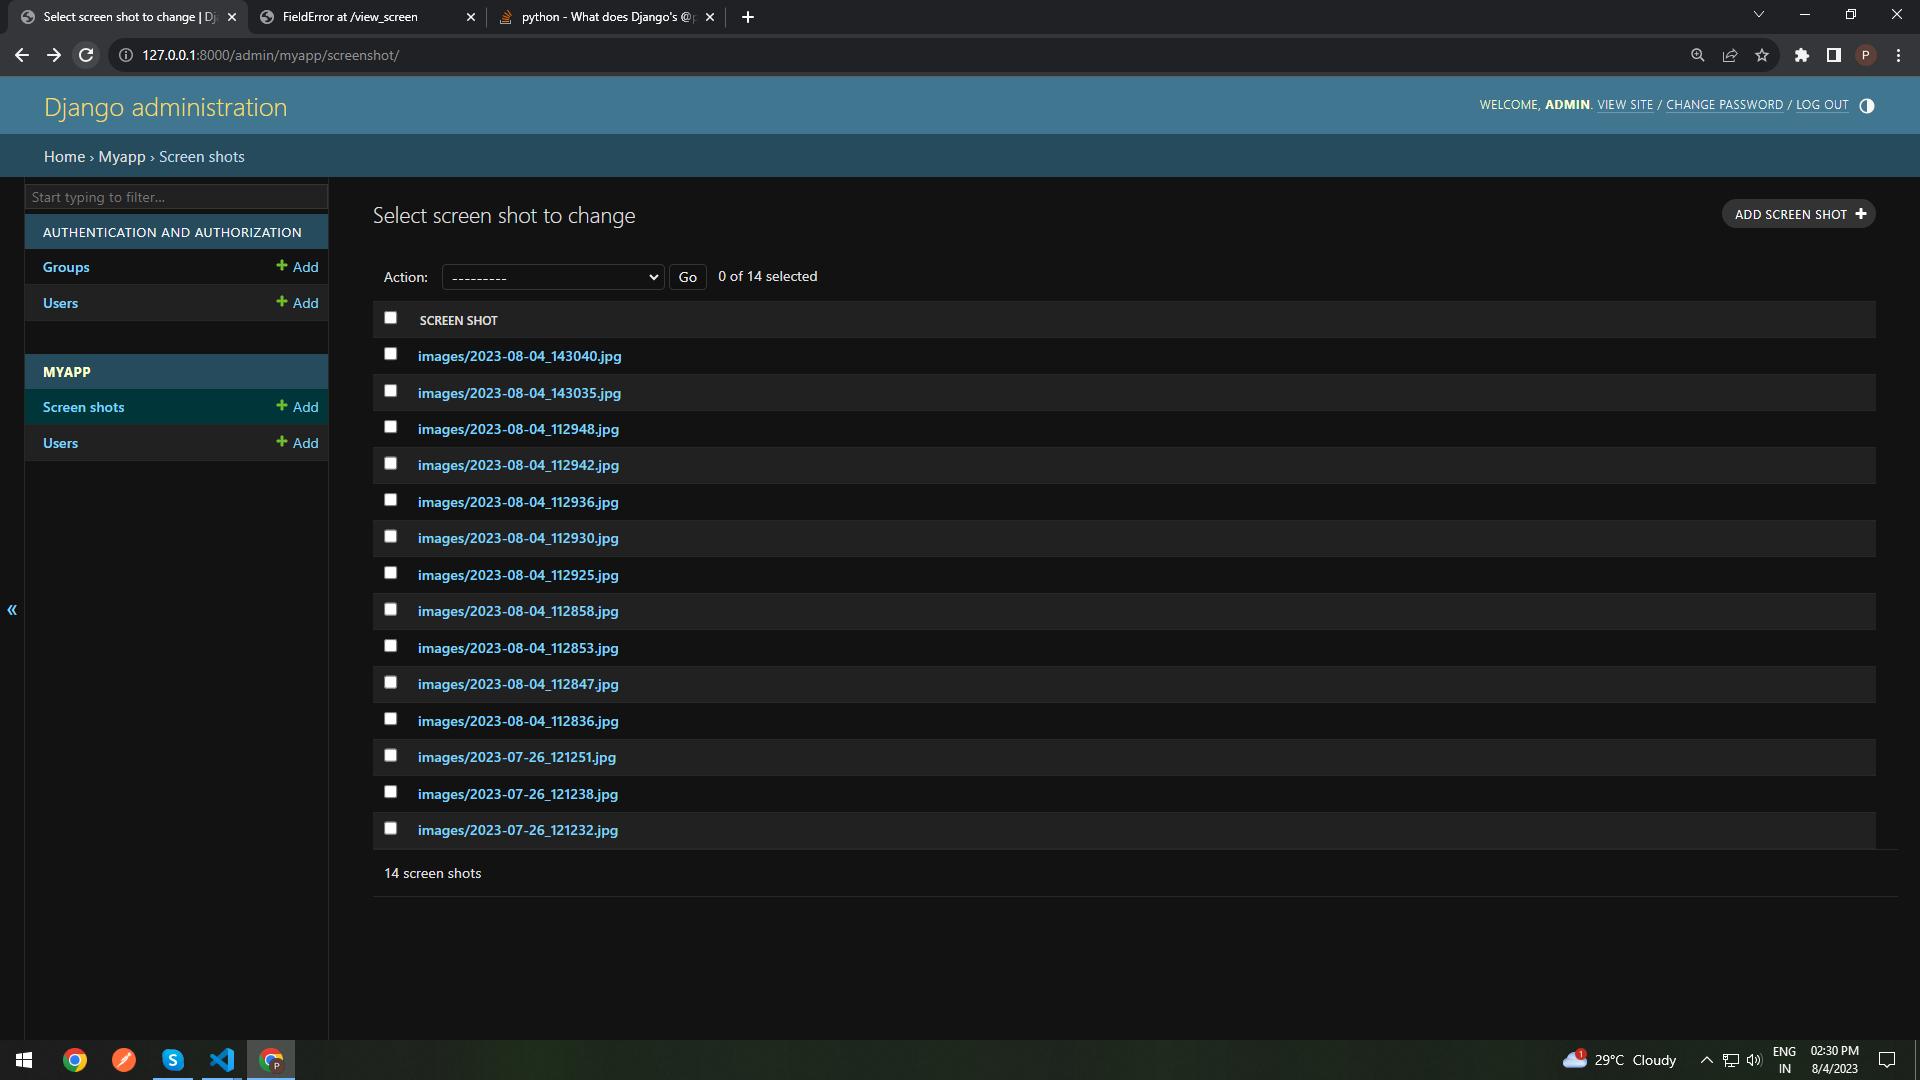 Select screen shot to change | Dj
FieldError at /view_screen
python - What does Django's @p
127.0.0.1:8000/admin/myapp/screenshot/
P
Django administration
WELCOME, ADMIN. VIEW SITE / CHANGE PASSWORD / LOG OUT
Home › Myapp › Screen shots
Start typing to filter...
AUTHENTICATION AND AUTHORIZATION
Groups
Add
Users
Add
MYAPP
Screen shots
Add
Users
Add
«
Select screen shot to change
ADD SCREEN SHOT
Action:
---------
Go
0 of 14 selected
SCREEN SHOT
images/2023-08-04_143040.jpg
images/2023-08-04_143035.jpg
images/2023-08-04_112948.jpg
images/2023-08-04_112942.jpg
images/2023-08-04_112936.jpg
images/2023-08-04_112930.jpg
images/2023-08-04_112925.jpg
images/2023-08-04_112858.jpg
images/2023-08-04_112853.jpg
images/2023-08-04_112847.jpg
images/2023-08-04_112836.jpg
images/2023-07-26_121251.jpg
images/2023-07-26_121238.jpg
images/2023-07-26_121232.jpg
14 screen shots
S
P
1
29°C Cloudy
ENG
IN
02:30 PM
8/4/2023